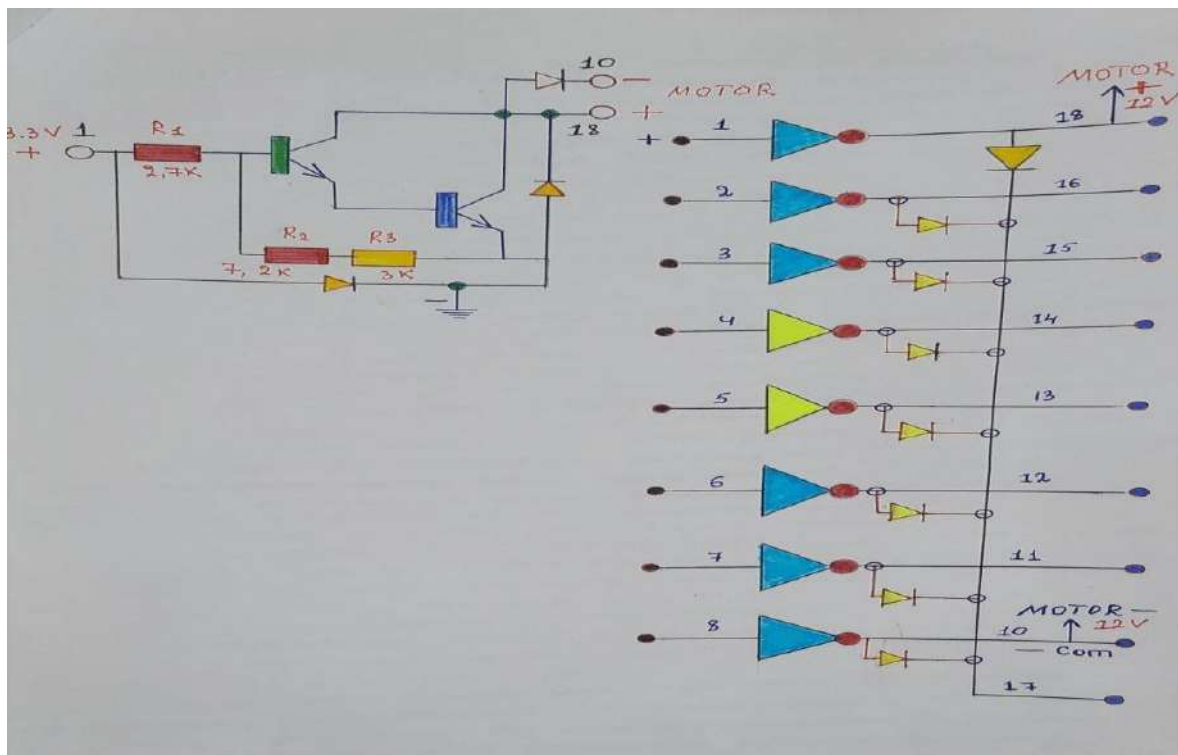 10 -
MOTOR +
18
3.3V 1 R1
+
2,7K
R2 R3
7,2K 3K
-
MOTOR
+
12V
1 18
+
2 16
3 15
4 14
5 13
6 12
7 11
MOTOR -
12V
8 10
- Com
17